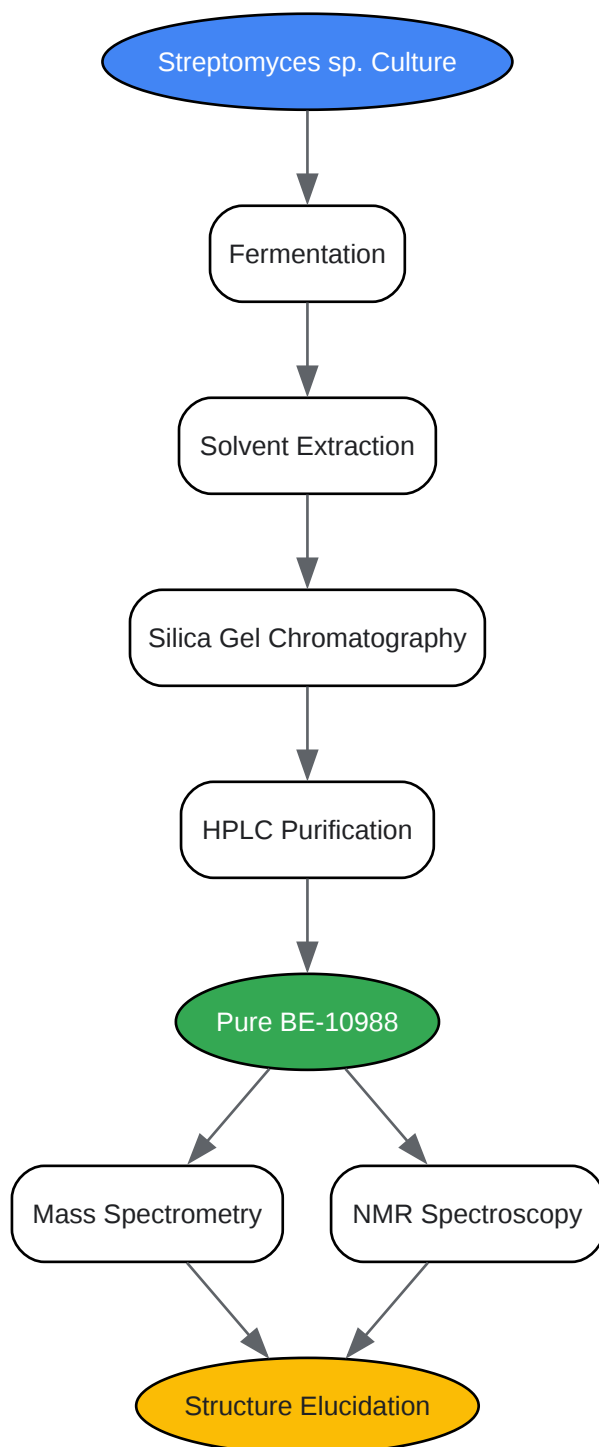 Streptomyces sp. Culture
Fermentation
Solvent Extraction
Silica Gel Chromatography
HPLC Purification
Pure BE-10988
Mass Spectrometry
NMR Spectroscopy
Structure Elucidation